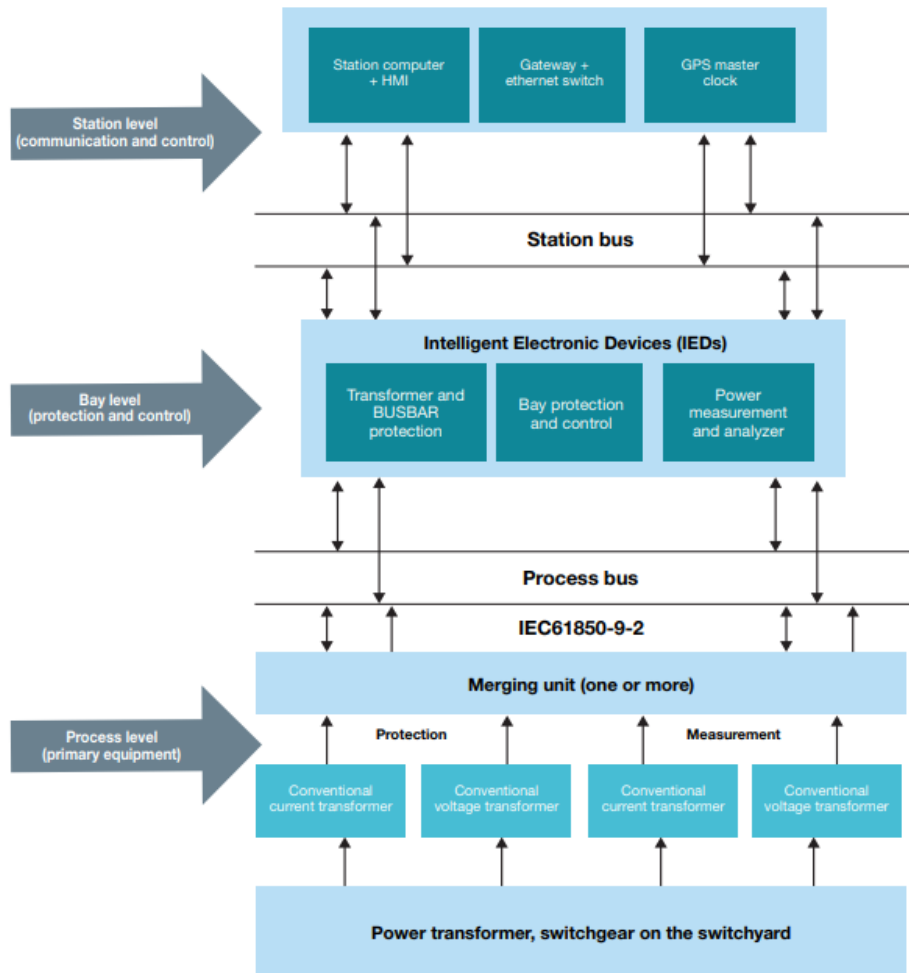 Station computer
+ HMI
Gateway +
ethernet switch
GPS master
clock
Station level
(communication and control)
Station bus
Intelligent Electronic Devices (IEDs)
Transformer and
BUSBAR
protection
Bay protection
and control
Power
measurement
and analyzer
Bay level
(protection and control)
Process bus
IEC61850-9-2
Merging unit (one or more)
Process level
(primary equipment)
Protection
Measurement
Conventional
current transformer
Conventional
voltage transformer
Conventional
current transformer
Conventional
voltage transformer
Power transformer, switchgear on the switchyard